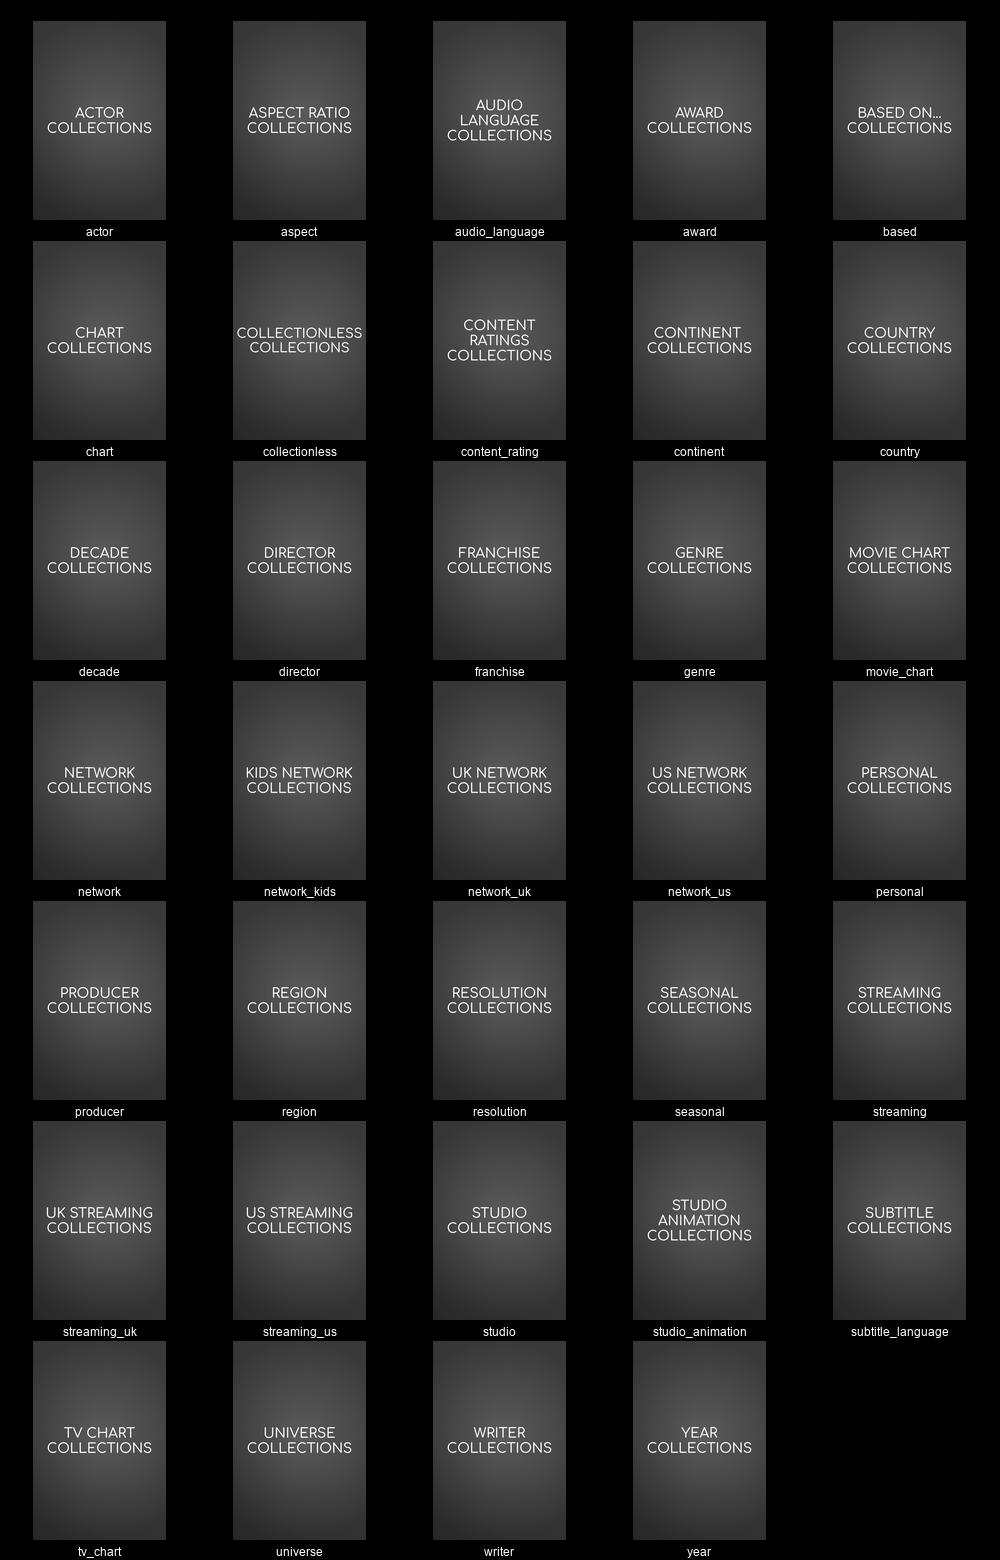 ACTOR
COLLECTIONS
actor
ASPECT RATIO
COLLECTIONS
aspect
AUDIO
LANGUAGE
COLLECTIONS
audio_language
AWARD
COLLECTIONS
award
BASED ON...
COLLECTIONS
based
CHART
COLLECTIONS
chart
COLLECTIONLESS
COLLECTIONS
collectionless
CONTENT
RATINGS
COLLECTIONS
content_rating
CONTINENT
COLLECTIONS
continent
COUNTRY
COLLECTIONS
country
DECADE
COLLECTIONS
decade
DIRECTOR
COLLECTIONS
director
FRANCHISE
COLLECTIONS
franchise
GENRE
COLLECTIONS
genre
MOVIE CHART
COLLECTIONS
movie_chart
NETWORK
COLLECTIONS
network
KIDS NETWORK
COLLECTIONS
network_kids
UK NETWORK
COLLECTIONS
network_uk
US NETWORK
COLLECTIONS
network_us
PERSONAL
COLLECTIONS
personal
PRODUCER
COLLECTIONS
producer
REGION
COLLECTIONS
region
RESOLUTION
COLLECTIONS
resolution
SEASONAL
COLLECTIONS
seasonal
STREAMING
COLLECTIONS
streaming
UK STREAMING
COLLECTIONS
streaming_uk
US STREAMING
COLLECTIONS
streaming_us
STUDIO
COLLECTIONS
studio
STUDIO
ANIMATION
COLLECTIONS
studio_animation
SUBTITLE
COLLECTIONS
subtitle_language
TV CHART
COLLECTIONS
tv_chart
UNIVERSE
COLLECTIONS
universe
WRITER
COLLECTIONS
writer
YEAR
COLLECTIONS
year